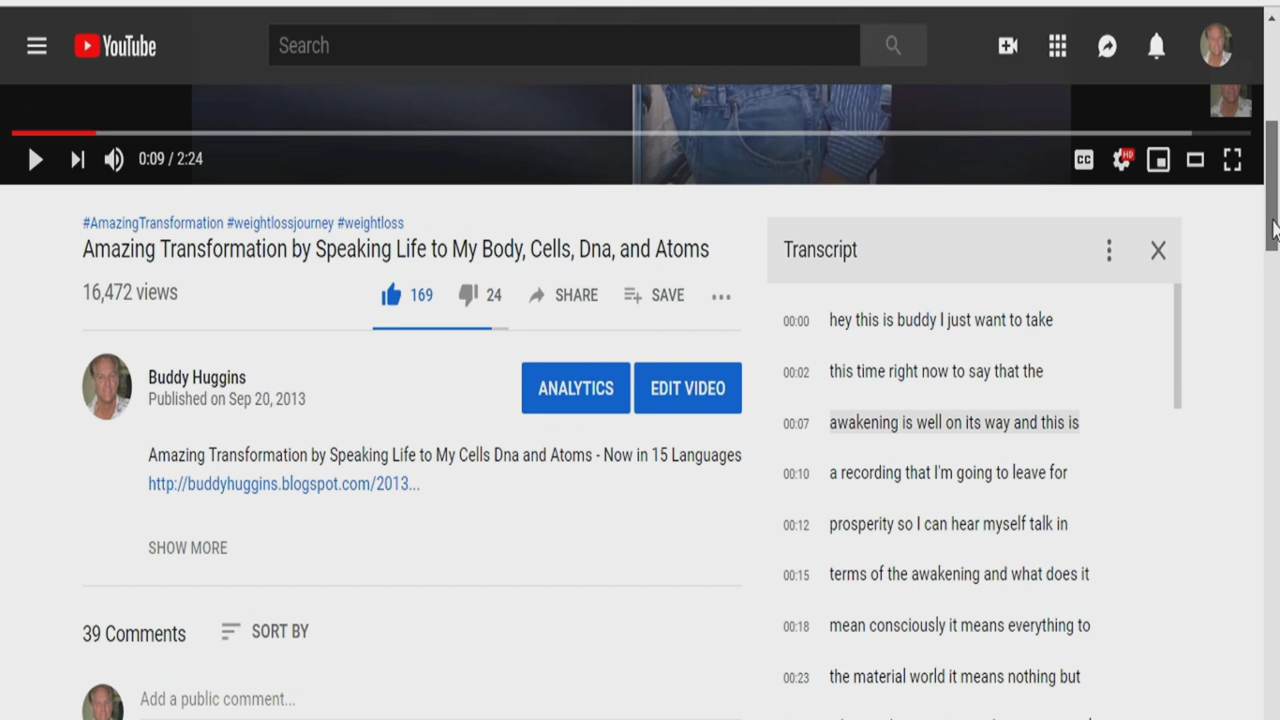 YouTube
Search
0:09 / 2:24
CC
HD
#AmazingTransformation #weightlossjourney #weightloss
Amazing Transformation by Speaking Life to My Body, Cells, Dna, and Atoms
16,472 views
169
24
SHARE
SAVE
Buddy Huggins
Published on Sep 20, 2013
ANALYTICS
EDIT VIDEO
Amazing Transformation by Speaking Life to My Cells Dna and Atoms - Now in 15 Languages
http://buddyhuggins.blogspot.com/2013...
SHOW MORE
39 Comments
SORT BY
Add a public comment...
Transcript
00:00 hey this is buddy I just want to take
00:02 this time right now to say that the
00:07 awakening is well on its way and this is
00:10 a recording that I'm going to leave for
00:12 prosperity so I can hear myself talk in
00:15 terms of the awakening and what does it
00:18 mean consciously it means everything to
00:23 the material world it means nothing but